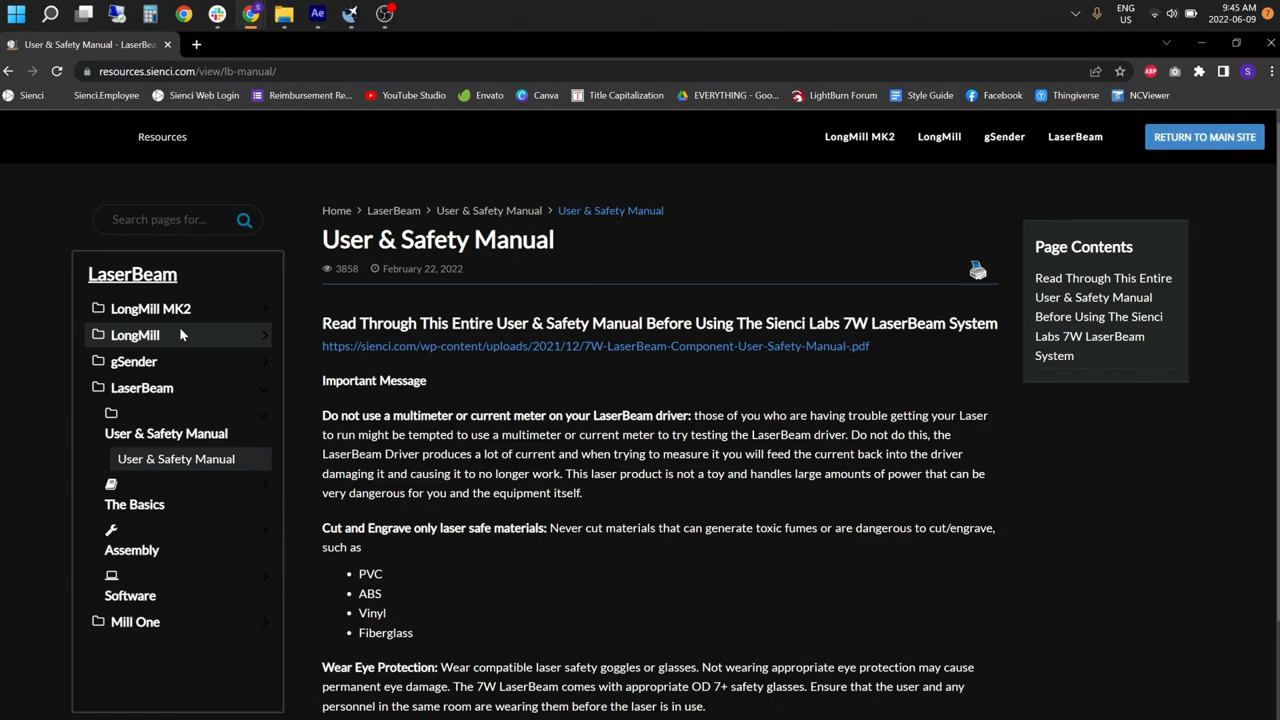 9:45 AM
ENG
US
2022-06-09
7
User & Safety Manual - LaserBea
resources.sienci.com/view/lb-manual/
ABP
S
Sienci
Sienci.Employee
Sienci Web Login
Reimbursement Re...
YouTube Studio
Envato
Canva
Title Capitalization
EVERYTHING - Goo...
LightBurn Forum
Style Guide
Facebook
Thingiverse
NCViewer
Resources
LongMill MK2
LongMill
gSender
LaserBeam
RETURN TO MAIN SITE
Search pages for...
LaserBeam
LongMill MK2
LongMill
gSender
LaserBeam
User & Safety Manual
User & Safety Manual
The Basics
Assembly
Software
Mill One
Home > LaserBeam > User & Safety Manual > User & Safety Manual
User & Safety Manual
3858 February 22, 2022
Read Through This Entire User & Safety Manual Before Using The Sienci Labs 7W LaserBeam System
https://sienci.com/wp-content/uploads/2021/12/7W-LaserBeam-Component-User-Safety-Manual-.pdf
Important Message
Do not use a multimeter or current meter on your LaserBeam driver: those of you who are having trouble getting your Laser
to run might be tempted to use a multimeter or current meter to try testing the LaserBeam driver. Do not do this, the
LaserBeam Driver produces a lot of current and when trying to measure it you will feed the current back into the driver
damaging it and causing it to no longer work. This laser product is not a toy and handles large amounts of power that can be
very dangerous for you and the equipment itself.
Cut and Engrave only laser safe materials: Never cut materials that can generate toxic fumes or are dangerous to cut/engrave,
such as
• PVC
• ABS
• Vinyl
• Fiberglass
Wear Eye Protection: Wear compatible laser safety goggles or glasses. Not wearing appropriate eye protection may cause
permanent eye damage. The 7W LaserBeam comes with appropriate OD 7+ safety glasses. Ensure that the user and any
personnel in the same room are wearing them before the laser is in use.
Page Contents
Read Through This Entire
User & Safety Manual
Before Using The Sienci
Labs 7W LaserBeam
System